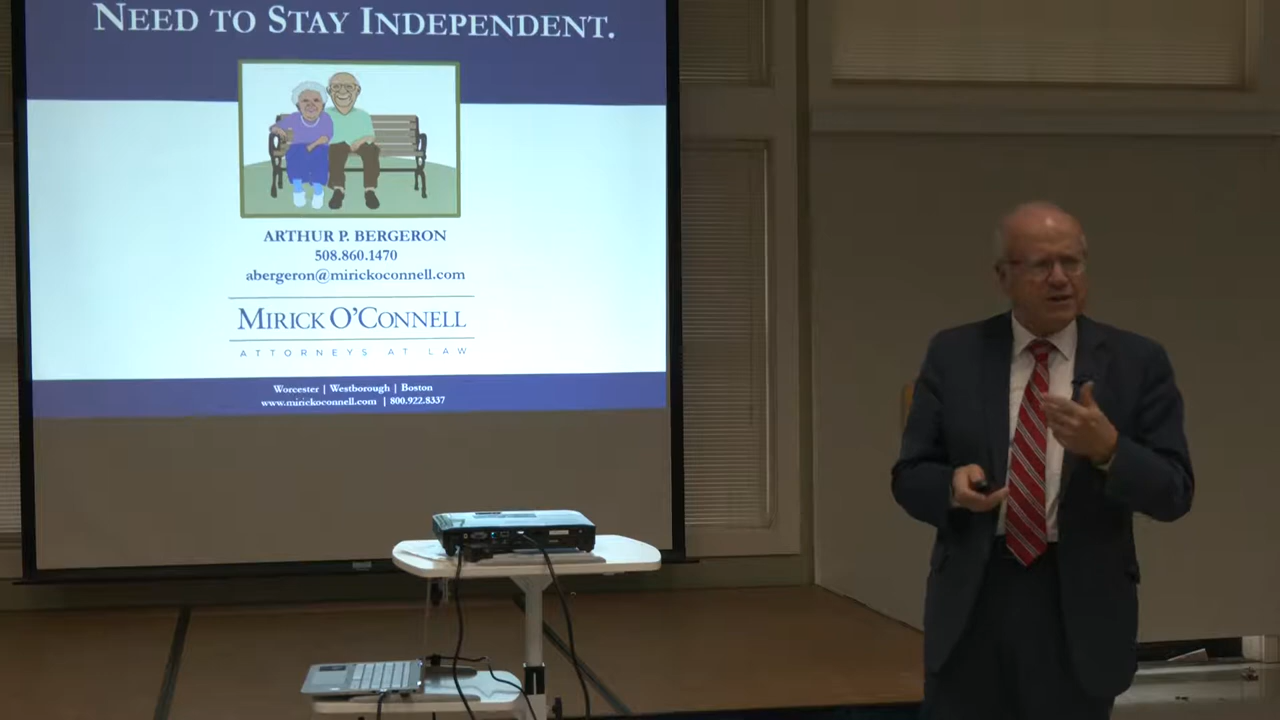 NEED TO STAY INDEPENDENT.
ARTHUR P. BERGERON
508.860.1470
abergeron@mirickoconnell.com
MIRICK O'CONNELL
ATTORNEYS AT LAW
Worcester | Westborough | Boston
www.mirickoconnell.com | 800.922.8337